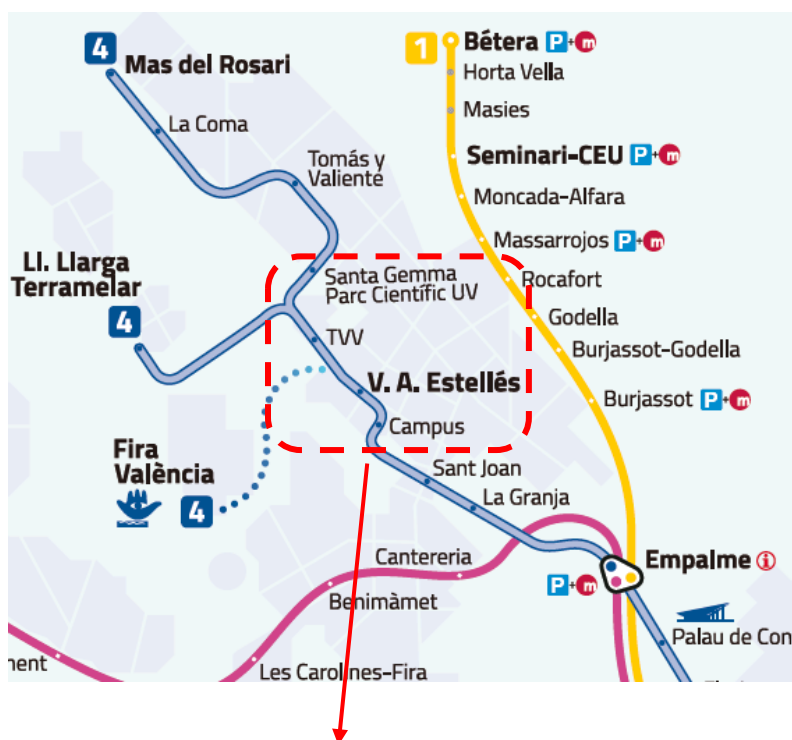 4
Mas del Rosari
La Coma
Tomás y
Valiente
Ll. Llarga
Terramelar
4
Santa Gemma
Parc Científic UV
TVV
V. A. Estellés
Campus
Fira
València
4
Sant Joan
La Granja
1
Bétera P+m
Horta Vella
Masies
Seminari-CEU P+m
Moncada-Alfara
Massarrojos P+m
Rocafort
Godella
Burjassot-Godella
Burjassot P+m
Cantereria
Benimàmet
Les Carolines-Fira
ment
P+m
Empalme i
Palau de Con